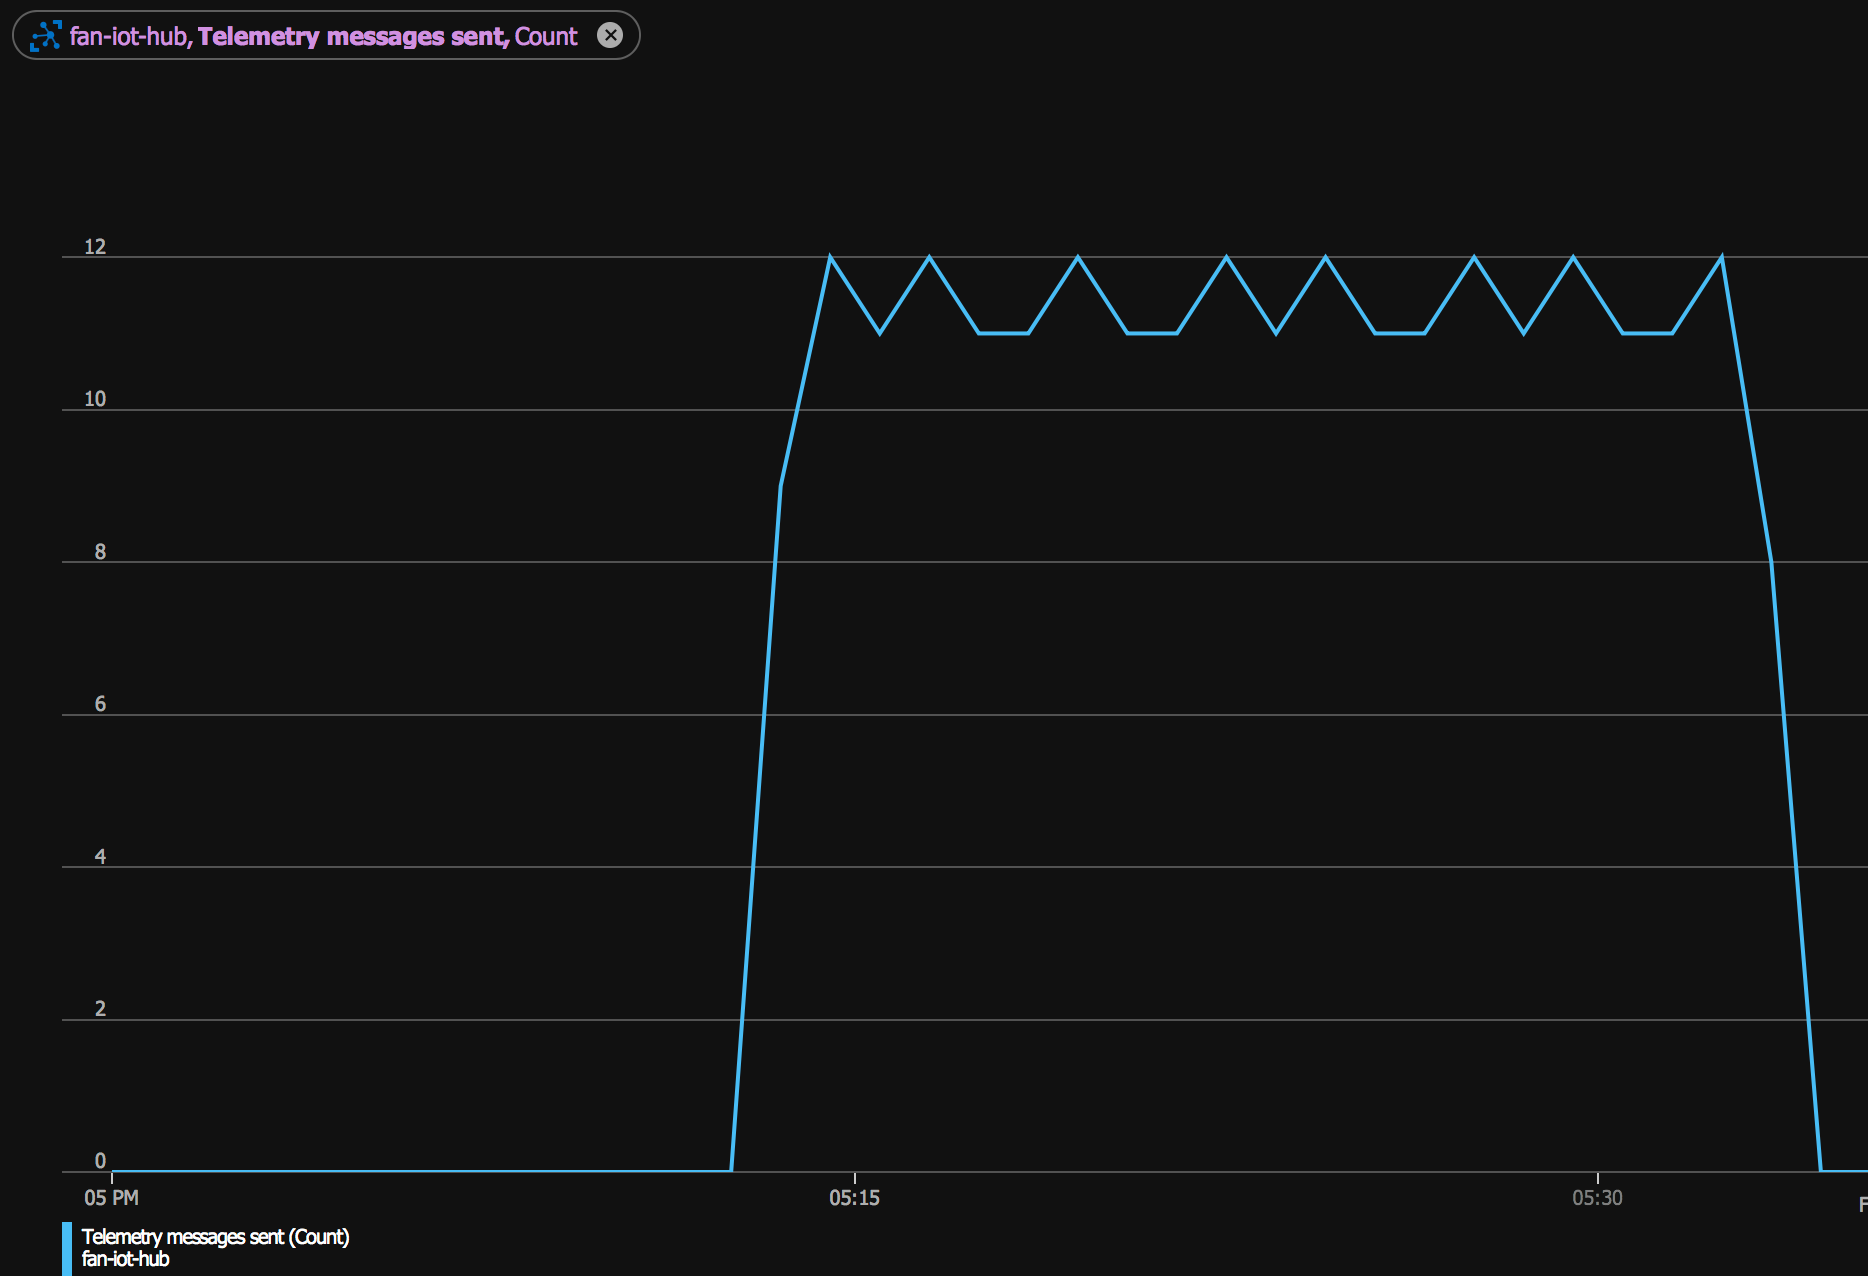 fan-iot-hub, Telemetry messages sent, Count
12
10
8
6
4
2
0
05 PM 05:15 05:30
Telemetry messages sent (Count)
fan-iot-hub